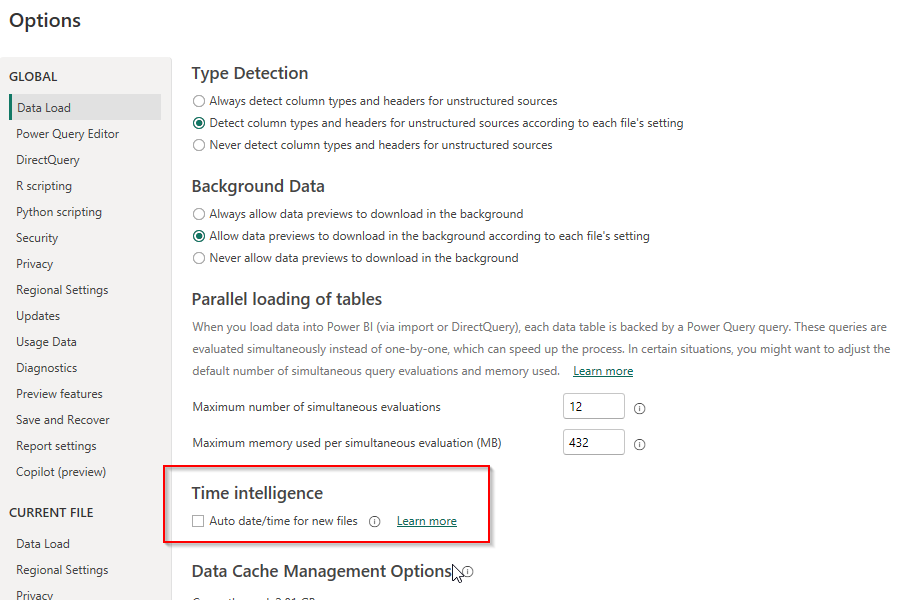 Options
GLOBAL
Data Load
Power Query Editor
DirectQuery
R scripting
Python scripting
Security
Privacy
Regional Settings
Updates
Usage Data
Diagnostics
Preview features
Save and Recover
Report settings
Copilot (preview)
CURRENT FILE
Data Load
Regional Settings
Privacy
Type Detection
Always detect column types and headers for unstructured sources
Detect column types and headers for unstructured sources according to each file's setting
Never detect column types and headers for unstructured sources
Background Data
Always allow data previews to download in the background
Allow data previews to download in the background according to each file's setting
Never allow data previews to download in the background
Parallel loading of tables
When you load data into Power BI (via import or DirectQuery), each data table is backed by a Power Query query. These queries are
evaluated simultaneously instead of one-by-one, which can speed up the process. In certain situations, you might want to adjust the
default number of simultaneous query evaluations and memory used. Learn more
Maximum number of simultaneous evaluations 12
Maximum memory used per simultaneous evaluation (MB) 432
Time intelligence
Auto date/time for new files Learn more
Data Cache Management Options